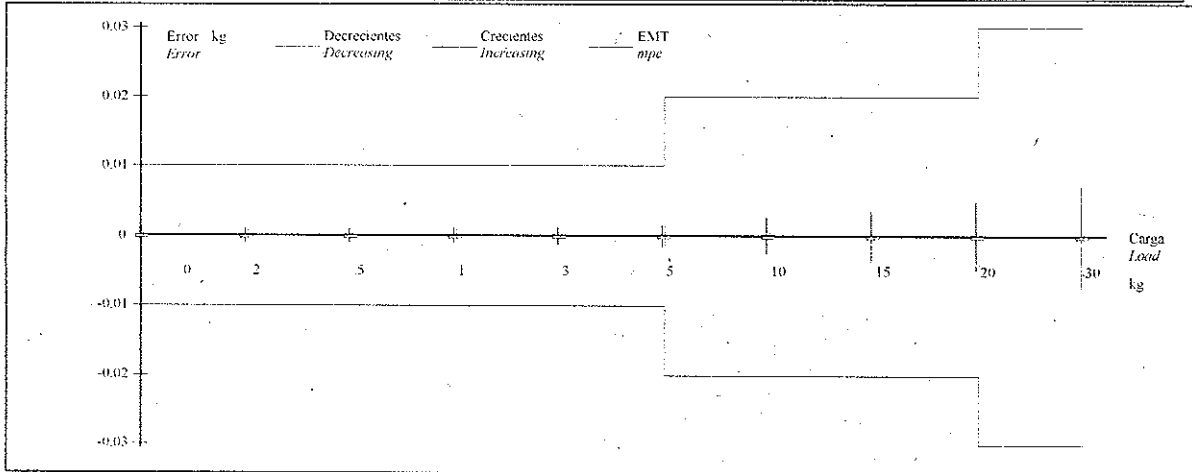 0.03
Error kg Decrecientes Crecientes EMT
Error Decreasing Increasing mpe
0.02
0.01
0
Carga
Load
kg
0 .2 .5 1 3 5 10 15 20 30
-0.01
-0.02
-0.03